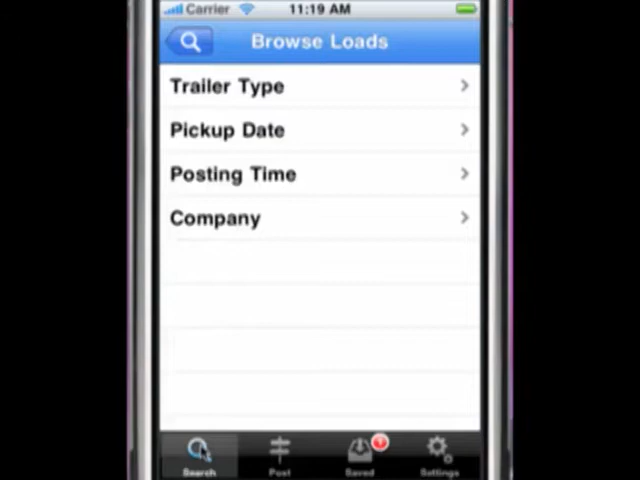 Carrier 11:19 AM
Browse Loads
Trailer Type
Pickup Date
Posting Time
Company
Search Post Saved Settings